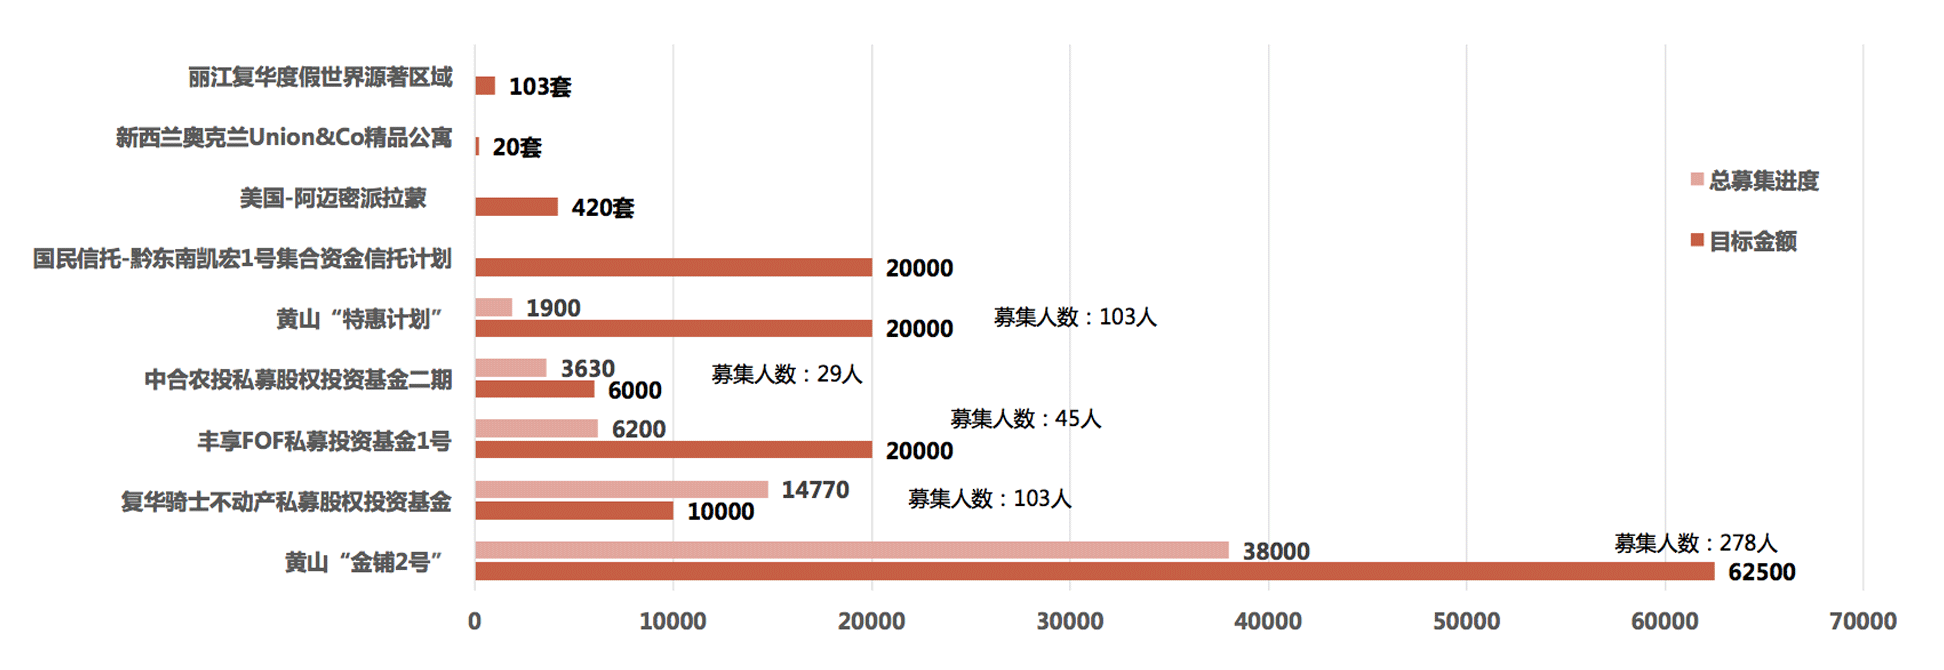 丽江复华度假世界源著区域
103套
新西兰奥克兰Union&Co精品公寓
20套
美国-阿迈密派拉蒙
420套
总募集进度
目标金额
国民信托-黔东南凯宏1号集合资金信托计划
20000
黄山“特惠计划”
1900
20000
募集人数：103人
中合农投私募股权投资基金二期
3630
6000
募集人数：29人
丰享FOF私募投资基金1号
6200
20000
募集人数：45人
复华骑士不动产私募股权投资基金
14770
10000
募集人数：103人
黄山“金铺2号”
38000
62500
募集人数：278人
0 10000 20000 30000 40000 50000 60000 70000